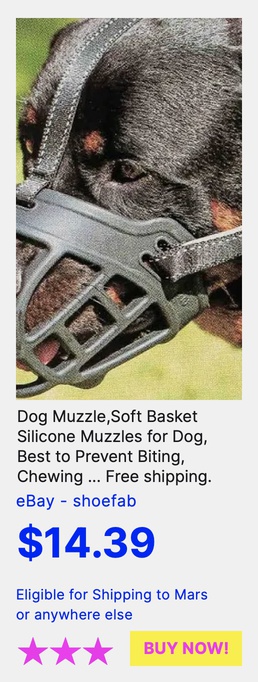 Dog Muzzle,Soft Basket
Silicone Muzzles for Dog,
Best to Prevent Biting,
Chewing ... Free shipping.
eBay - shoefab
$14.39
Eligible for Shipping to Mars
or anywhere else
BUY NOW!